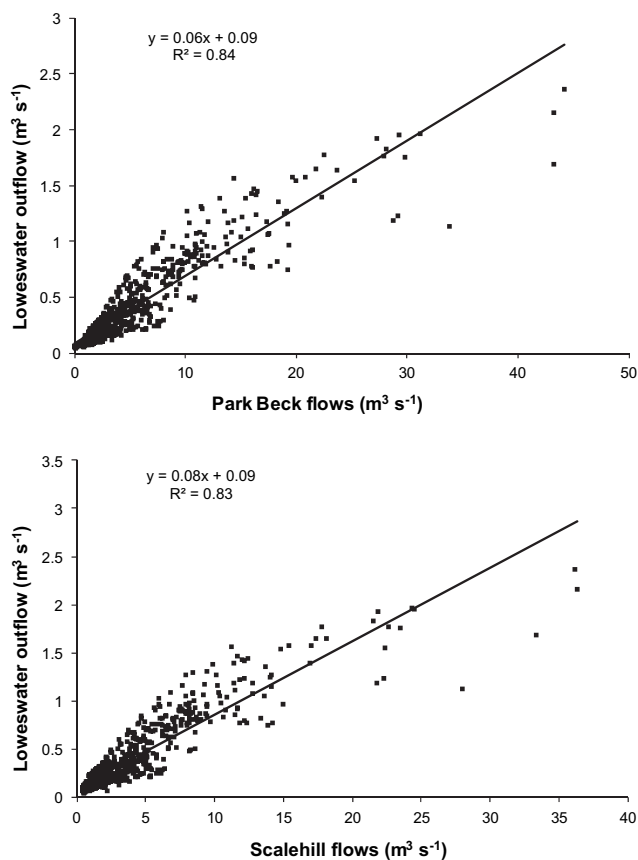 y = 0.06x + 0.09
R² = 0.84
Loweswater outflow (m³ s⁻¹)
3
2.5
2
1.5
1
0.5
0
0 10 20 30 40 50
Park Beck flows (m³ s⁻¹)
y = 0.08x + 0.09
R² = 0.83
Loweswater outflow (m³ s⁻¹)
3.5
3
2.5
2
1.5
1
0.5
0
0 5 10 15 20 25 30 35 40
Scalehill flows (m³ s⁻¹)